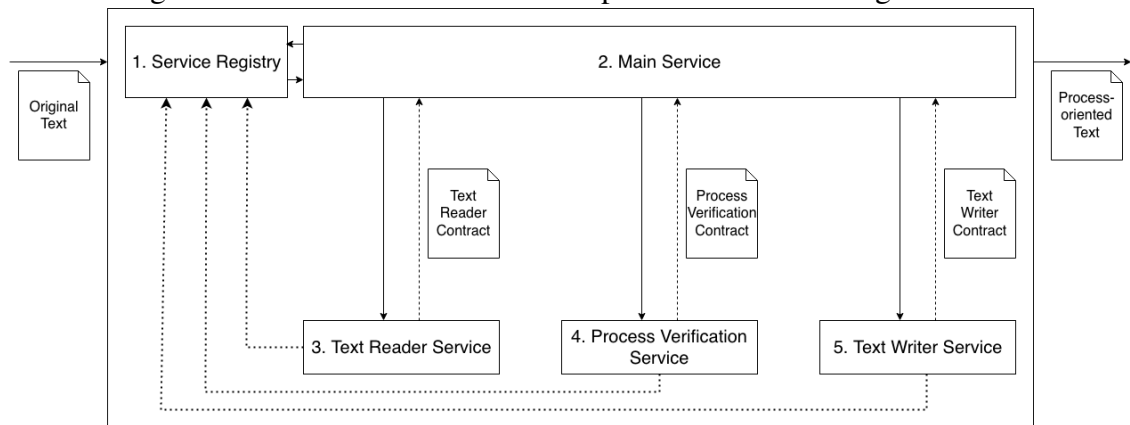 1. Service Registry
2. Main Service
Original
Text
Process-
oriented
Text
Text
Reader
Contract
Process
Verification
Contract
Text
Writer
Contract
3. Text Reader Service
4. Process Verification
Service
5. Text Writer Service